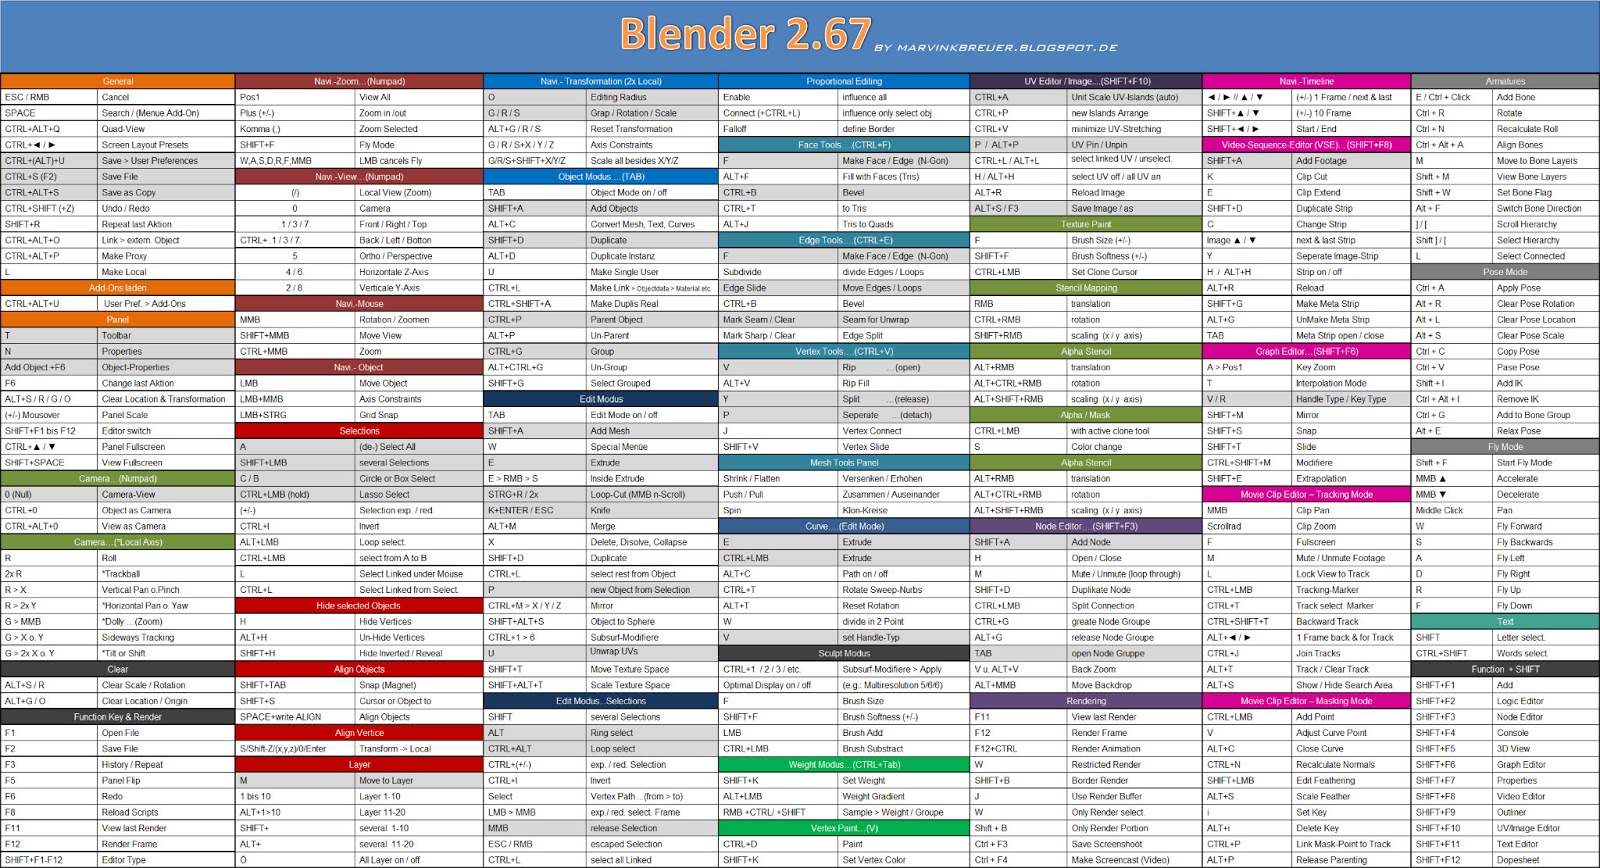 Blender 2.67 BY MARVINKBREUER.BLOGSPOT.DE
General
ESC / RMB Cancel
SPACE Search / (Menue Add-On)
CTRL+ALT+Q Quad-View
CTRL+◄ / ► Screen Layout Presets
CTRL+(ALT)+U Save > User Preferences
CTRL+S (F2) Save File
CTRL+ALT+S Save as Copy
CTRL+SHIFT (+Z) Undo / Redo
SHIFT+R Repeat last Aktion
CTRL+ALT+O Link > extern. Object
CTRL+ALT+P Make Proxy
L Make Local
Add-Ons laden
CTRL+ALT+U User Pref. > Add-Ons
Panel
T Toolbar
N Properties
Add Object +F6 Object-Properties
F6 Change last Aktion
ALT+S / R / G / O Clear Location & Transformation
(+/-) Mousover Panel Scale
SHIFT+F1 bis F12 Editor switch
CTRL+▲ / ▼ Panel Fullscreen
SHIFT+SPACE View Fullscreen
Camera…(Numpad)
0 (Null) Camera-View
CTRL+0 Object as Camera
CTRL+ALT+0 View as Camera
Camera…(*Local Axis)
R Roll
2x R *Trackball
R > X Vertical Pan o.Pinch
R > 2x Y *Horizontal Pan o. Yaw
G > MMB *Dolly …(Zoom)
G > X o. Y Sideways Tracking
G > 2x X o. Y *Tilt or Shift
Clear
ALT+S / R Clear Scale / Rotation
ALT+G / O Clear Location / Origin
Function Key & Render
F1 Open File
F2 Save File
F3 History / Repeat
F5 Panel Flip
F6 Redo
F8 Reload Scripts
F11 View last Render
F12 Render Frame
SHIFT+F1-F12 Editor Type
Navi.-Zoom…(Numpad)
Pos1 View All
Plus (+/-) Zoom in /out
Komma (,) Zoom Selected
SHIFT+F Fly Mode
W,A,S,D,R,F,MMB LMB cancels Fly
Navi.-View…(Numpad)
(/) Local View (Zoom)
0 Camera
.1 / 3 / 7. Front / Right / Top
CTRL+ .1 / 3 / 7. Back / Left / Botton
5 Ortho / Perspective
4 / 6. Horizontale Z-Axis
2 / 8. Verticale Y-Axis
Navi.-Mouse
MMB Rotation / Zoomen
SHIFT+MMB Move View
CTRL+MMB Zoom
Navi.- Object
LMB Move Object
LMB+MMB Axis Constraints
LMB+STRG Grid Snap
Selections
A (de-) Select All
SHIFT+LMB several Selections
C / B Circle or Box Select
CTRL+LMB (hold) Lasso Select
(+/-) Selection exp. / red.
CTRL+I Invert
ALT+LMB Loop select.
CTRL+LMB select from A to B
L Select Linked under Mouse
CTRL+L Select Linked from Select.
Hide selected Objects
H Hide Vertices
ALT+H Un-Hide Vertices
SHIFT+H Hide Inverted / Reveal
Align Objects
SHIFT+TAB Snap (Magnet)
SHIFT+S Cursor or Object to
SPACE+write ALIGN Align Objects
Align Vertice
S/Shift-Z/(x,y,z)/0/Enter Transform -> Local
Layer
M Move to Layer
1 bis 10 Layer 1-10
ALT+1>10 Layer 11-20
SHIFT+ several 1-10
ALT+ several 11-20
Ö All Layer on / off
Navi.- Transformation (2x Local)
O Editing Radius
G / R / S Grap / Rotation / Scale
ALT+G / R / S Reset Transformation
G / R / S+X / Y / Z Axis Constraints
G/R/S+SHIFT+X/Y/Z Scale all besides X/Y/Z
Object Modus….(TAB)
TAB Object Mode on / off
SHIFT+A Add Objects
ALT+C Convert Mesh, Text, Curves
SHIFT+D Duplicate
ALT+D Duplicate Instanz
U Make Single User
CTRL+L Make Link > Objeddata > Material etc.
CTRL+SHIFT+A Make Duplis Real
CTRL+P Parent Object
ALT+P Un-Parent
CTRL+G Group
ALT+CTRL+G Un-Group
SHIFT+G Select Grouped
Edit Modus
TAB Edit Mode on / off
SHIFT+A Add Mesh
W Special Menüe
E Extrude
E > RMB > S Inside Extrude
STRG+R / 2x Loop-Cut (MMB n-Scroll)
K+ENTER / ESC Knife
ALT+M Merge
X Delete, Disolve, Collapse
SHIFT+D Duplicate
CTRL+L select rest from Object
P new Object from Selection
CTRL+M > X / Y / Z Mirror
SHIFT+ALT+S Object to Sphere
CTRL+1 > 6 Subsurf-Modifiere
U Unwrap UVs
SHIFT+T Move Texture Space
SHIFT+ALT+T Scale Texture Space
Edit Modus..Selections
SHIFT several Selections
ALT Ring select
CTRL+ALT Loop select
CTRL+(+/-) exp. / red. Selection
CTRL+I Invert
Select Vertex Path ...(from > to)
LMB > MMB exp./ red. select. Frame
MMB release Selection
ESC / RMB escaped Selection
CTRL+L select all Linked
Proportional Editing
Enable influence all
Connect (+CTRL+L) influence only select obj
Falloff define Border
Face Tools….(CTRL+F)
F Make Face / Edge (N-Gon)
ALT+F Fill with Faces (Tris)
CTRL+B Bevel
CTRL+T to Tris
ALT+J Tris to Quads
Edge Tools….(CTRL+E)
F Make Face / Edge (N-Gon)
Subdivide divide Edges / Loops
Edge Slide Move Edges / Loops
CTRL+B Bevel
Mark Seam / Clear Seam for Unwrap
Mark Sharp / Clear Edge Split
Vertex Tools….(CTRL+V)
V Rip …(open)
ALT+V Rip Fill
Y Split …(release)
P Seperate …(detach)
J Vertex Connect
SHIFT+V Vertex Slide
Mesh Tools Panel
Shrink / Flatten Versenken / Erhöhen
Push / Pull Zusammen / Auseinander
Spin Klon-Kreise
Curve….(Edit Mode)
E Extrude
CTRL+LMB Extrude
ALT+C Path on / off
CTRL+T Rotate Sweep-Nurbs
ALT+T Reset Rotation
W divide in 2 Point
V set Handle-Typ
Sculpt Modus
CTRL+1 / 2 / 3 / etc. Subsurf-Modifiere > Apply
Optimal Display on / off (e.g.: Multiresolution 5/6/6)
F Brush Size
SHIFT+F Brush Softness (+/-)
LMB Brush Add
CTRL+LMB Brush Substract
Weight Modus…(CTRL+Tab)
SHIFT+K Set Weight
ALT+LMB Weight Gradient
RMB +CTRL/ +SHIFT Sample > Weight / Groupe
Vertex Paint…(V)
CTRL+D Paint
SHIFT+K Set Vertex Color
UV Editor / Image…(SHIFT+F10)
CTRL+A Unit Scale UV-Islands (auto)
CTRL+P new Islands Arrange
CTRL+V minimize UV-Stretching
P / ALT+P UV Pin / Unpin
CTRL+L / ALT+L select linked UV / unselect.
H / ALT+H select UV off / all UV an
ALT+R Reload Image
ALT+S / F3 Save Image / as
Texture Paint
F Brush Size (+/-)
SHIFT+F Brush Softness (+/-)
CTRL+LMB Set Clone Cursor
Stencil Mapping
RMB translation
CTRL+RMB rotation
SHIFT+RMB scaling (x / y axis)
Alpha Stencil
ALT+RMB translation
ALT+CTRL+RMB rotation
ALT+SHIFT+RMB scaling (x / y axis)
Alpha / Mask
CTRL+LMB with active clone tool
S Color change
Alpha Stencil
ALT+RMB translation
ALT+CTRL+RMB rotation
ALT+SHIFT+RMB scaling (x / y axis)
Node Editor….(SHIFT+F3)
SHIFT+A Add Node
H Open / Close
M Mute / Unmute (loop through)
SHIFT+D Duplicate Node
CTRL+LMB Split Connection
CTRL+G greate Node Groupe
ALT+G release Node Groupe
TAB open Node Gruppe
V u. ALT+V Back Zoom
ALT+MMB Move Backdrop
Rendering
F11 View last Render
F12 Render Frame
F12+CTRL Render Animation
W Restricted Render
SHIFT+B Border Render
J Use Render Buffer
W Only Render select.
Shift + B Only Render Portion
Ctrl + F3 Save Screenshoot
Ctrl + F4 Make Screencast (Video)
Navi.-Timeline
◄ / ► // ▲ / ▼ (+/-) 1 Frame / next & last
SHIFT+▲ / ▼ (+/-) 10 Frame
SHIFT+◄ / ► Start / End
Video-Sequence-Editor (VSE)…(SHIFT+F8)
SHIFT+A Add Footage
K Clip Cut
E Clip Extend
SHIFT+D Duplicate Strip
C Change Strip
Image ▲ / ▼ next & last Strip
Y Seperate Image-Strip
H / ALT+H Strip on / off
ALT+R Reload
SHIFT+G Make Meta Strip
ALT+G UnMake Meta Strip
TAB Meta Strip open / close
Graph Editor…(SHIFT+F6)
A > Pos1 Key Zoom
T Interpolation Mode
V / R Handle Type / Key Type
SHIFT+M Mirror
SHIFT+S Snap
SHIFT+T Slide
CTRL+SHIFT+M Modifiere
SHIFT+E Extrapolation
Movie Clip Editor – Tracking Mode
MMB Clip Pan
Scrollrad Clip Zoom
F Fullscreen
M Mute / Unmute Footage
L Lock View to Track
CTRL+LMB Tracking-Marker
CTRL+T Track select. Marker
CTRL+SHIFT+T Backward Track
ALT+◄ / ► 1 Frame back & for Track
CTRL+J Join Tracks
ALT+T Track / Clear Track
ALT+S Show / Hide Search Area
Movie Clip Editor – Masking Mode
CTRL+LMB Add Point
V Adjust Curve Point
ALT+C Close Curve
CTRL+N Recalculate Normals
SHIFT+LMB Edit Feathering
ALT+S Scale Feather
i Set Key
ALT+i Delete Key
CTRL+P Link Mask-Point to Track
ALT+P Release Parenting
Armatures
E / Ctrl + Click Add Bone
Ctrl + R Rotate
Ctrl + N Recalculate Roll
Ctrl + Alt + A Align Bones
M Move to Bone Layers
Shift + M View Bone Layers
Shift + W Set Bone Flag
Alt + F Switch Bone Direction
] / [ Scroll Hierarchy
Shift ] / [ Select Hierarchy
L Select Connected
Pose Mode
Ctrl + A Apply Pose
Alt + R Clear Pose Rotation
Alt + L Clear Pose Location
Alt + S Clear Pose Scale
Ctrl + C Copy Pose
Ctrl + V Pase Pose
Shift + I Add IK
Ctrl + Alt + I Remove IK
Ctrl + G Add to Bone Group
Alt + E Relax Pose
Fly Mode
Shift + F Start Fly Mode
MMB ▲ Accelerate
MMB ▼ Decelerate
Middle Click Pan
W Fly Forward
S Fly Backwards
A Fly Left
D Fly Right
R Fly Up
F Fly Down
Text
SHIFT Letter select.
CTRL+SHIFT Words select.
Function + SHIFT
SHIFT+F1 Add
SHIFT+F2 Logic Editor
SHIFT+F3 Node Editor
SHIFT+F4 Console
SHIFT+F5 3D View
SHIFT+F6 Graph Editor
SHIFT+F7 Properties
SHIFT+F8 Video Editor
SHIFT+F9 Outliner
SHIFT+F10 UV/Image Editor
SHIFT+F11 Text Editor
SHIFT+F12 Dopesheet